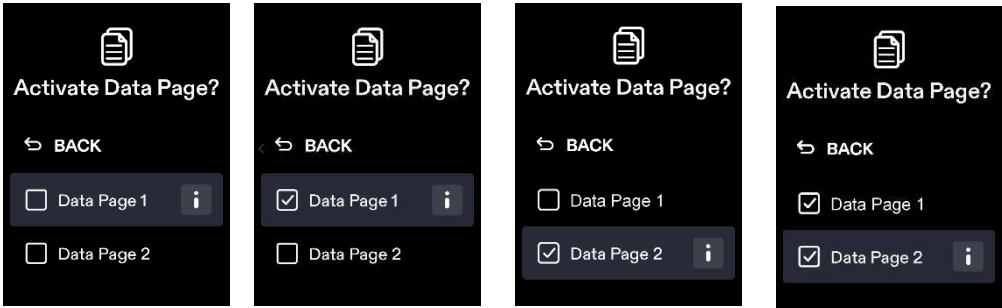 Activate Data Page?
BACK
Data Page 1 i
Data Page 2
Activate Data Page?
BACK
Data Page 1 i
Data Page 2
Activate Data Page?
BACK
Data Page 1
Data Page 2 i
Activate Data Page?
BACK
Data Page 1
Data Page 2 i